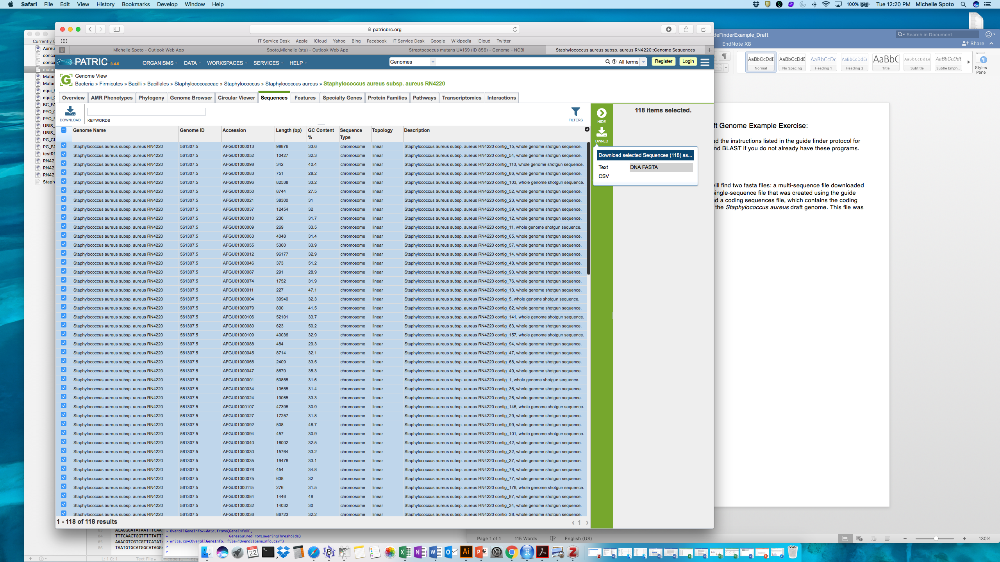 Safari File Edit View History Bookmarks Develop Window Help
100% Tue 12:20 PM Michelle Spoto
patricbrc.org
IT Service Desk Apple iCloud Yahoo Bing Facebook IT Service Desk Google Wikipedia iCloud Twitter
U Michelle Spoto - Outlook Web App Spoto,Michelle (stu) - Outlook Web App Streptococcus mutans UA159 (ID 856) - Genome - NCBI Staphylococcus aureus subsp. aureus RN4220::Genome Sequences
PATRIC 3.4.5 ORGANISMS DATA WORKSPACES SERVICES HELP Genomes All terms Register Login
Genome View
Bacteria » Firmicutes » Bacilli » Bacillales » Staphylococcaceae » Staphylococcus » Staphylococcus aureus » Staphylococcus aureus subsp. aureus RN4220
Overview AMR Phenotypes Phylogeny Genome Browser Circular Viewer Sequences Features Specialty Genes Protein Families Pathways Transcriptomics Interactions
DOWNLOAD KEYWORDS FILTERS
Genome Name Genome ID Accession Length (bp) GC Content % Sequence Type Topology Description
Staphylococcus aureus subsp. aureus RN4220 561307.5 AFGU01000013 98876 33.6 chromosome linear Staphylococcus aureus subsp. aureus RN4220 contig_15, whole genome shotgun sequence.
Staphylococcus aureus subsp. aureus RN4220 561307.5 AFGU01000052 10427 32.3 chromosome linear Staphylococcus aureus subsp. aureus RN4220 contig_54, whole genome shotgun sequence.
Staphylococcus aureus subsp. aureus RN4220 561307.5 AFGU01000098 342 40.4 chromosome linear Staphylococcus aureus subsp. aureus RN4220 contig_110, whole genome shotgun sequence.
Staphylococcus aureus subsp. aureus RN4220 561307.5 AFGU01000083 751 28.2 chromosome linear Staphylococcus aureus subsp. aureus RN4220 contig_86, whole genome shotgun sequence.
Staphylococcus aureus subsp. aureus RN4220 561307.5 AFGU01000096 82538 33.2 chromosome linear Staphylococcus aureus subsp. aureus RN4220 contig_103, whole genome shotgun sequence.
Staphylococcus aureus subsp. aureus RN4220 561307.5 AFGU01000050 8744 27.5 chromosome linear Staphylococcus aureus subsp. aureus RN4220 contig_52, whole genome shotgun sequence.
Staphylococcus aureus subsp. aureus RN4220 561307.5 AFGU01000021 38300 31 chromosome linear Staphylococcus aureus subsp. aureus RN4220 contig_23, whole genome shotgun sequence.
Staphylococcus aureus subsp. aureus RN4220 561307.5 AFGU01000037 12454 32 chromosome linear Staphylococcus aureus subsp. aureus RN4220 contig_39, whole genome shotgun sequence.
Staphylococcus aureus subsp. aureus RN4220 561307.5 AFGU01000010 230 31.7 chromosome linear Staphylococcus aureus subsp. aureus RN4220 contig_12, whole genome shotgun sequence.
Staphylococcus aureus subsp. aureus RN4220 561307.5 AFGU01000009 269 33.5 chromosome linear Staphylococcus aureus subsp. aureus RN4220 contig_11, whole genome shotgun sequence.
Staphylococcus aureus subsp. aureus RN4220 561307.5 AFGU01000063 4048 31.4 chromosome linear Staphylococcus aureus subsp. aureus RN4220 contig_65, whole genome shotgun sequence.
Staphylococcus aureus subsp. aureus RN4220 561307.5 AFGU01000055 5360 33.9 chromosome linear Staphylococcus aureus subsp. aureus RN4220 contig_57, whole genome shotgun sequence.
Staphylococcus aureus subsp. aureus RN4220 561307.5 AFGU01000012 96177 32.9 chromosome linear Staphylococcus aureus subsp. aureus RN4220 contig_14, whole genome shotgun sequence.
Staphylococcus aureus subsp. aureus RN4220 561307.5 AFGU01000046 373 51.2 chromosome linear Staphylococcus aureus subsp. aureus RN4220 contig_48, whole genome shotgun sequence.
Staphylococcus aureus subsp. aureus RN4220 561307.5 AFGU01000087 291 28.9 chromosome linear Staphylococcus aureus subsp. aureus RN4220 contig_93, whole genome shotgun sequence.
Staphylococcus aureus subsp. aureus RN4220 561307.5 AFGU01000074 1752 31.9 chromosome linear Staphylococcus aureus subsp. aureus RN4220 contig_76, whole genome shotgun sequence.
Staphylococcus aureus subsp. aureus RN4220 561307.5 AFGU01000011 227 47.1 chromosome linear Staphylococcus aureus subsp. aureus RN4220 contig_13, whole genome shotgun sequence.
Staphylococcus aureus subsp. aureus RN4220 561307.5 AFGU01000004 39940 32.3 chromosome linear Staphylococcus aureus subsp. aureus RN4220 contig_5, whole genome shotgun sequence.
Staphylococcus aureus subsp. aureus RN4220 561307.5 AFGU01000079 800 41.5 chromosome linear Staphylococcus aureus subsp. aureus RN4220 contig_82, whole genome shotgun sequence.
Staphylococcus aureus subsp. aureus RN4220 561307.5 AFGU01000106 52101 33.7 chromosome linear Staphylococcus aureus subsp. aureus RN4220 contig_141, whole genome shotgun sequence.
Staphylococcus aureus subsp. aureus RN4220 561307.5 AFGU01000080 623 50.2 chromosome linear Staphylococcus aureus subsp. aureus RN4220 contig_83, whole genome shotgun sequence.
Staphylococcus aureus subsp. aureus RN4220 561307.5 AFGU01000109 40036 32.9 chromosome linear Staphylococcus aureus subsp. aureus RN4220 contig_157, whole genome shotgun sequence.
Staphylococcus aureus subsp. aureus RN4220 561307.5 AFGU01000088 484 29.3 chromosome linear Staphylococcus aureus subsp. aureus RN4220 contig_94, whole genome shotgun sequence.
Staphylococcus aureus subsp. aureus RN4220 561307.5 AFGU01000045 8714 32.1 chromosome linear Staphylococcus aureus subsp. aureus RN4220 contig_47, whole genome shotgun sequence.
Staphylococcus aureus subsp. aureus RN4220 561307.5 AFGU01000066 2409 33.5 chromosome linear Staphylococcus aureus subsp. aureus RN4220 contig_68, whole genome shotgun sequence.
Staphylococcus aureus subsp. aureus RN4220 561307.5 AFGU01000047 8670 35.3 chromosome linear Staphylococcus aureus subsp. aureus RN4220 contig_49, whole genome shotgun sequence.
Staphylococcus aureus subsp. aureus RN4220 561307.5 AFGU01000001 50855 31.6 chromosome linear Staphylococcus aureus subsp. aureus RN4220 contig_1, whole genome shotgun sequence.
Staphylococcus aureus subsp. aureus RN4220 561307.5 AFGU01000034 13555 31.4 chromosome linear Staphylococcus aureus subsp. aureus RN4220 contig_36, whole genome shotgun sequence.
Staphylococcus aureus subsp. aureus RN4220 561307.5 AFGU01000024 19065 33.3 chromosome linear Staphylococcus aureus subsp. aureus RN4220 contig_26, whole genome shotgun sequence.
Staphylococcus aureus subsp. aureus RN4220 561307.5 AFGU01000107 47398 30.9 chromosome linear Staphylococcus aureus subsp. aureus RN4220 contig_146, whole genome shotgun sequence.
Staphylococcus aureus subsp. aureus RN4220 561307.5 AFGU01000027 17257 31.8 chromosome linear Staphylococcus aureus subsp. aureus RN4220 contig_29, whole genome shotgun sequence.
Staphylococcus aureus subsp. aureus RN4220 561307.5 AFGU01000092 508 46.7 chromosome linear Staphylococcus aureus subsp. aureus RN4220 contig_99, whole genome shotgun sequence.
Staphylococcus aureus subsp. aureus RN4220 561307.5 AFGU01000094 457 30.9 chromosome linear Staphylococcus aureus subsp. aureus RN4220 contig_101, whole genome shotgun sequence.
Staphylococcus aureus subsp. aureus RN4220 561307.5 AFGU01000040 16002 32.5 chromosome linear Staphylococcus aureus subsp. aureus RN4220 contig_42, whole genome shotgun sequence.
Staphylococcus aureus subsp. aureus RN4220 561307.5 AFGU01000030 15764 33.2 chromosome linear Staphylococcus aureus subsp. aureus RN4220 contig_32, whole genome shotgun sequence.
Staphylococcus aureus subsp. aureus RN4220 561307.5 AFGU01000035 19478 33.1 chromosome linear Staphylococcus aureus subsp. aureus RN4220 contig_37, whole genome shotgun sequence.
Staphylococcus aureus subsp. aureus RN4220 561307.5 AFGU01000076 454 34.8 chromosome linear Staphylococcus aureus subsp. aureus RN4220 contig_78, whole genome shotgun sequence.
Staphylococcus aureus subsp. aureus RN4220 561307.5 AFGU01000075 638 32 chromosome linear Staphylococcus aureus subsp. aureus RN4220 contig_77, whole genome shotgun sequence.
Staphylococcus aureus subsp. aureus RN4220 561307.5 AFGU01000115 276 31.5 chromosome linear Staphylococcus aureus subsp. aureus RN4220 contig_176, whole genome shotgun sequence.
Staphylococcus aureus subsp. aureus RN4220 561307.5 AFGU01000084 1446 48 chromosome linear Staphylococcus aureus subsp. aureus RN4220 contig_87, whole genome shotgun sequence.
Staphylococcus aureus subsp. aureus RN4220 561307.5 AFGU01000032 14032 30 chromosome linear Staphylococcus aureus subsp. aureus RN4220 contig_34, whole genome shotgun sequence.
Staphylococcus aureus subsp. aureus RN4220 561307.5 AFGU01000036 86723 32.2 chromosome linear Staphylococcus aureus subsp. aureus RN4220 contig_38, whole genome shotgun sequence.
1 - 118 of 118 results 1
HIDE
DWNLD
118 items selected.
Download selected Sequences (118) as...
Text DNA FASTA
CSV
Currently
Aureu
conca
conca
mutan
Mutan
Mutan
equi_F
equi_C
BC_FA
PYO_C
PYO_F
UBIS_
UBIS_
PG_CD
PG_FA
testRN
RN422
RN422
RN422
Staph
deFinderExample_Draft
Search in Document
EndNote X8 Share
AaBbCcDdE AaBbCcDdE AaBbCcDc AaBbCcDdEe AaBbC AaBbCcDdEe AaBbCcDdE
Normal No Spacing Heading 1 Heading 2 Title Subtitle Subtle Emph... Styles Pane
ft Genome Example Exercise:
ad the instructions listed in the guide finder protocol for
nd BLAST if you do not already have these programs.
vill find two fasta files: a multi-sequence file downloaded
single-sequence file that was created using the guide
nd a coding sequences file, which contains the coding
the Staphylococcus aureus draft genome. This file was
83 ACAGGGATATAATTTCAA
84 TTTCAACTGGTTTTTATT
85 AAACGTCGTCGTTCATAT
86 TAATGTGCATGGCATAGG
L: 1 C: 1 Text File Unicode (UTF-8)
> OverallGeneInfo<-data.frame(GeneInfoDF,
+ GenesGainedFromLoweringThresholds)
> write.csv(OverallGeneInfo, file="OverallGeneInfo.csv")
>
>
Page 1 of 1 115 Words English (US) 130%
AUG 22